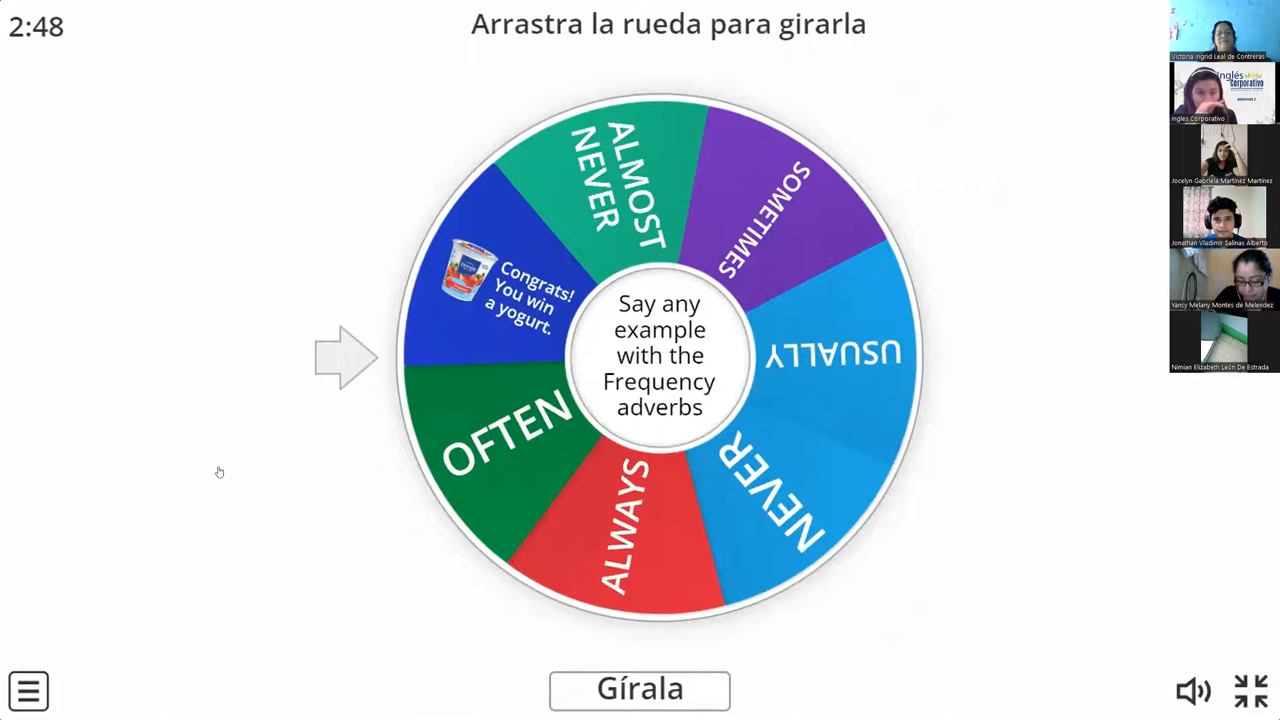 2:48
Arrastra la rueda para girarla
ALMOST
NEVER
SOMETIMES
Congrats!
You win
a yogurt.
USUALLY
Say any
example
with the
Frequency
adverbs
OFTEN
NEVER
ALWAYS
Gírala
Victoria Ingrid Leal de Contreras
Inglés
Corporativo
Ingles Corporativo
Jocelyn Gabriela Martínez Martínez
Jonathan Vladimir Salinas Alberto
Yancy Melany Montes de Melendez
Nimian Elizabeth León De Estrada